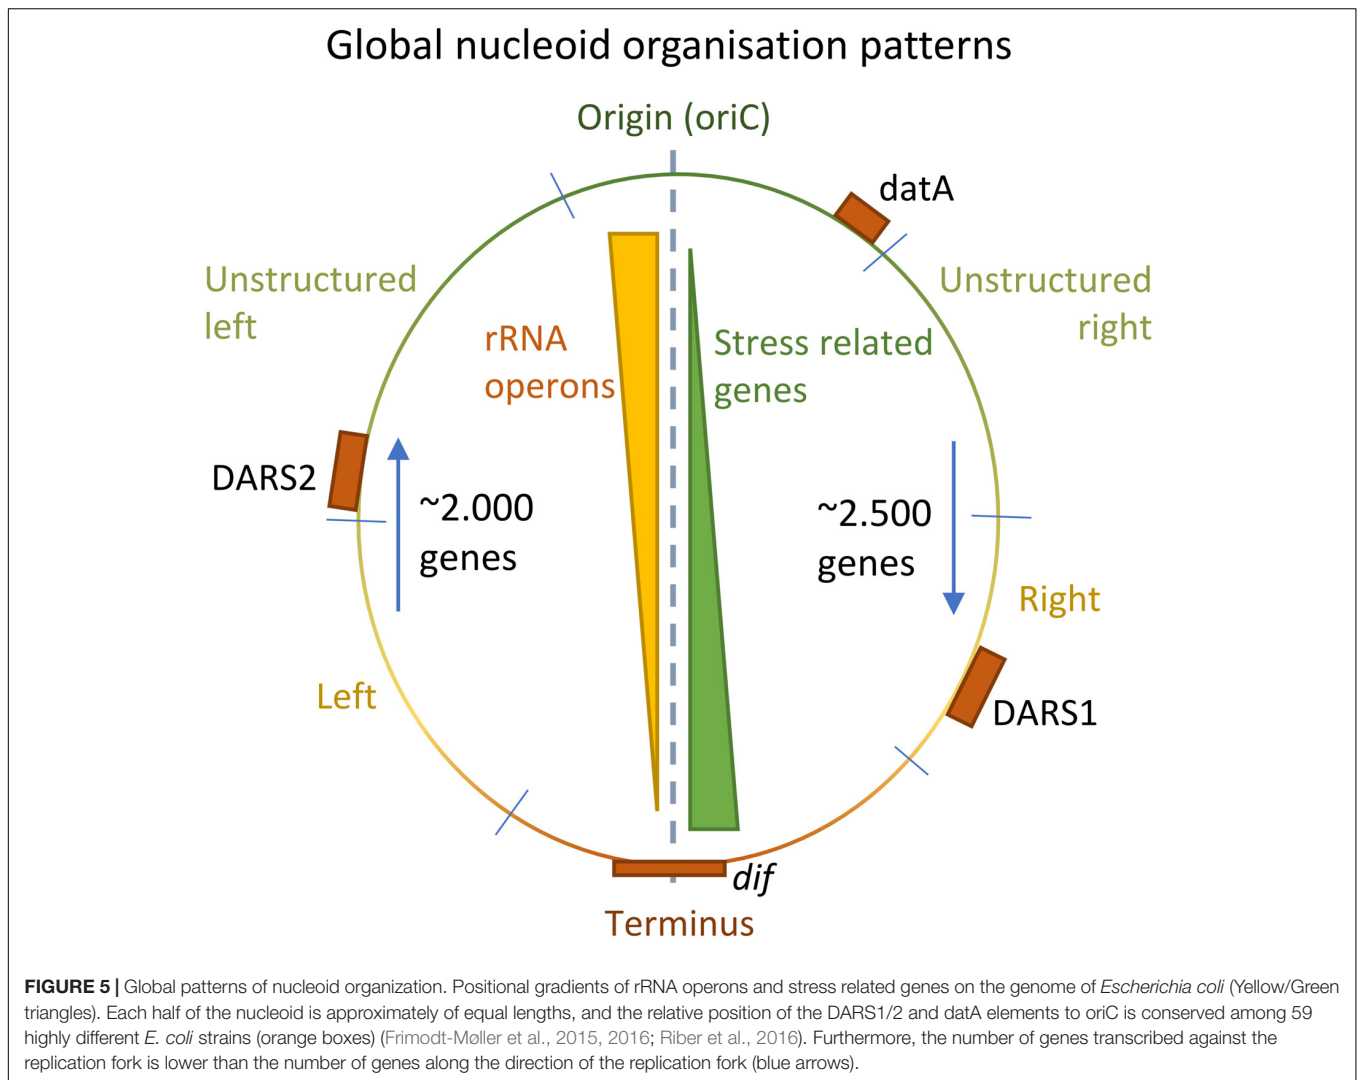 Global nucleoid organisation patterns
Origin (oriC)
datA
Unstructured
left
Unstructured
right
rRNA
operons
Stress related
genes
DARS2
~2.000
genes
~2.500
genes
Right
Left
DARS1
dif
Terminus
FIGURE 5 | Global patterns of nucleoid organization. Positional gradients of rRNA operons and stress related genes on the genome of Escherichia coli (Yellow/Green
triangles). Each half of the nucleoid is approximately of equal lengths, and the relative position of the DARS1/2 and datA elements to oriC is conserved among 59
highly different E. coli strains (orange boxes) (Frimodt-Møller et al., 2015, 2016; Riber et al., 2016). Furthermore, the number of genes transcribed against the
replication fork is lower than the number of genes along the direction of the replication fork (blue arrows).